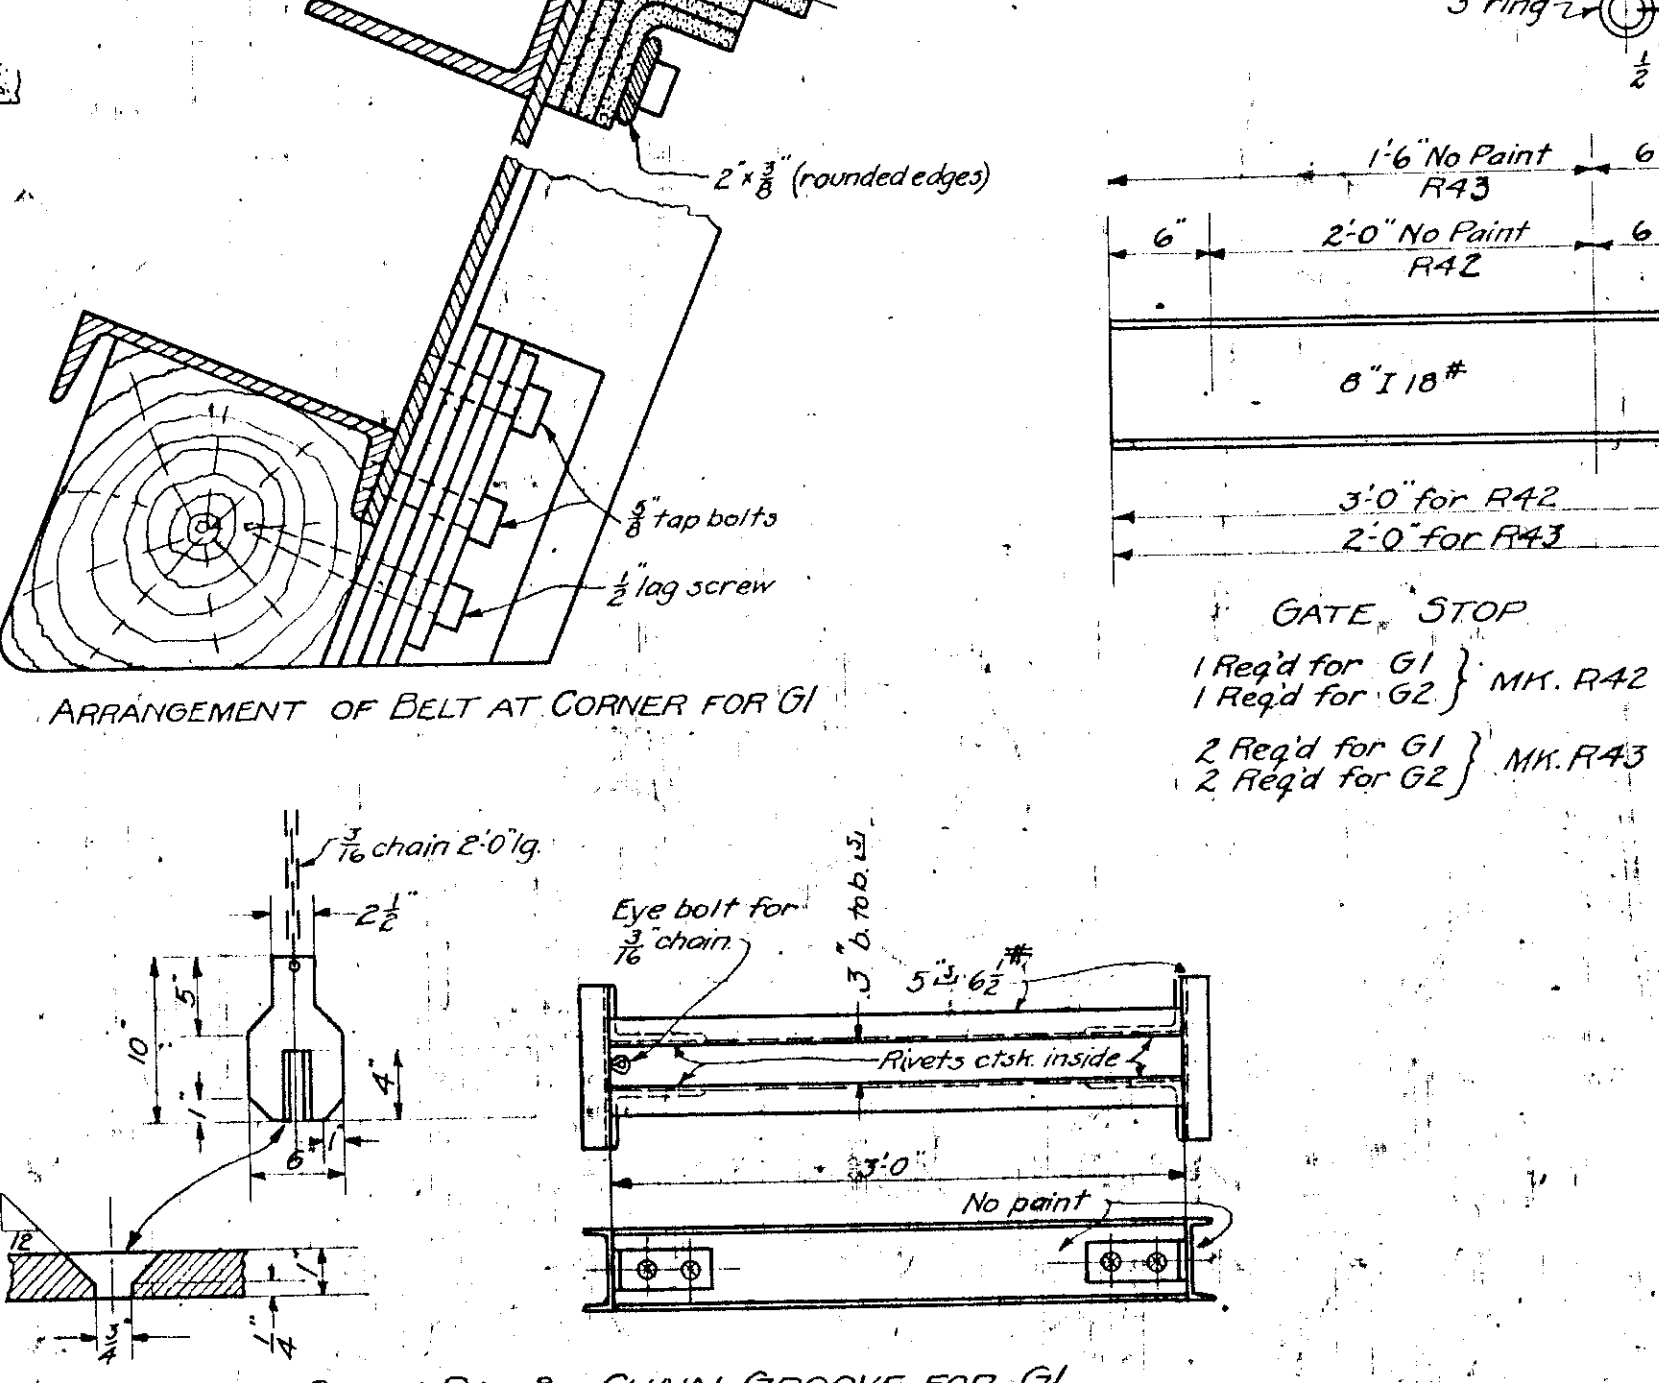 3"ring
1/2
2" x 3/8" (rounded edges)
1'-6" No Paint
R43
6
6"
2'-0" No Paint
R42
6
8" I 18#
5/8" tap bolts
1/2" lag screw
3'-0" for R42
2'-0" for R43
GATE STOP
1 Req'd for G1
1 Req'd for G2
} MK. R42
2 Req'd for G1
2 Req'd for G2
} MK. R43
ARRANGEMENT OF BELT AT CORNER FOR G1
3/16 chain 2'-0" lg.
2 1/2"
5"
10"
1"
4"
6"
1"
12
1"
1/4"
Eye bolt for
3/16" chain
3" b. to b.
5" 6 1/2#
Rivets ctsk. inside
3'-0"
No paint
CHAIN GROOVE FOR G1